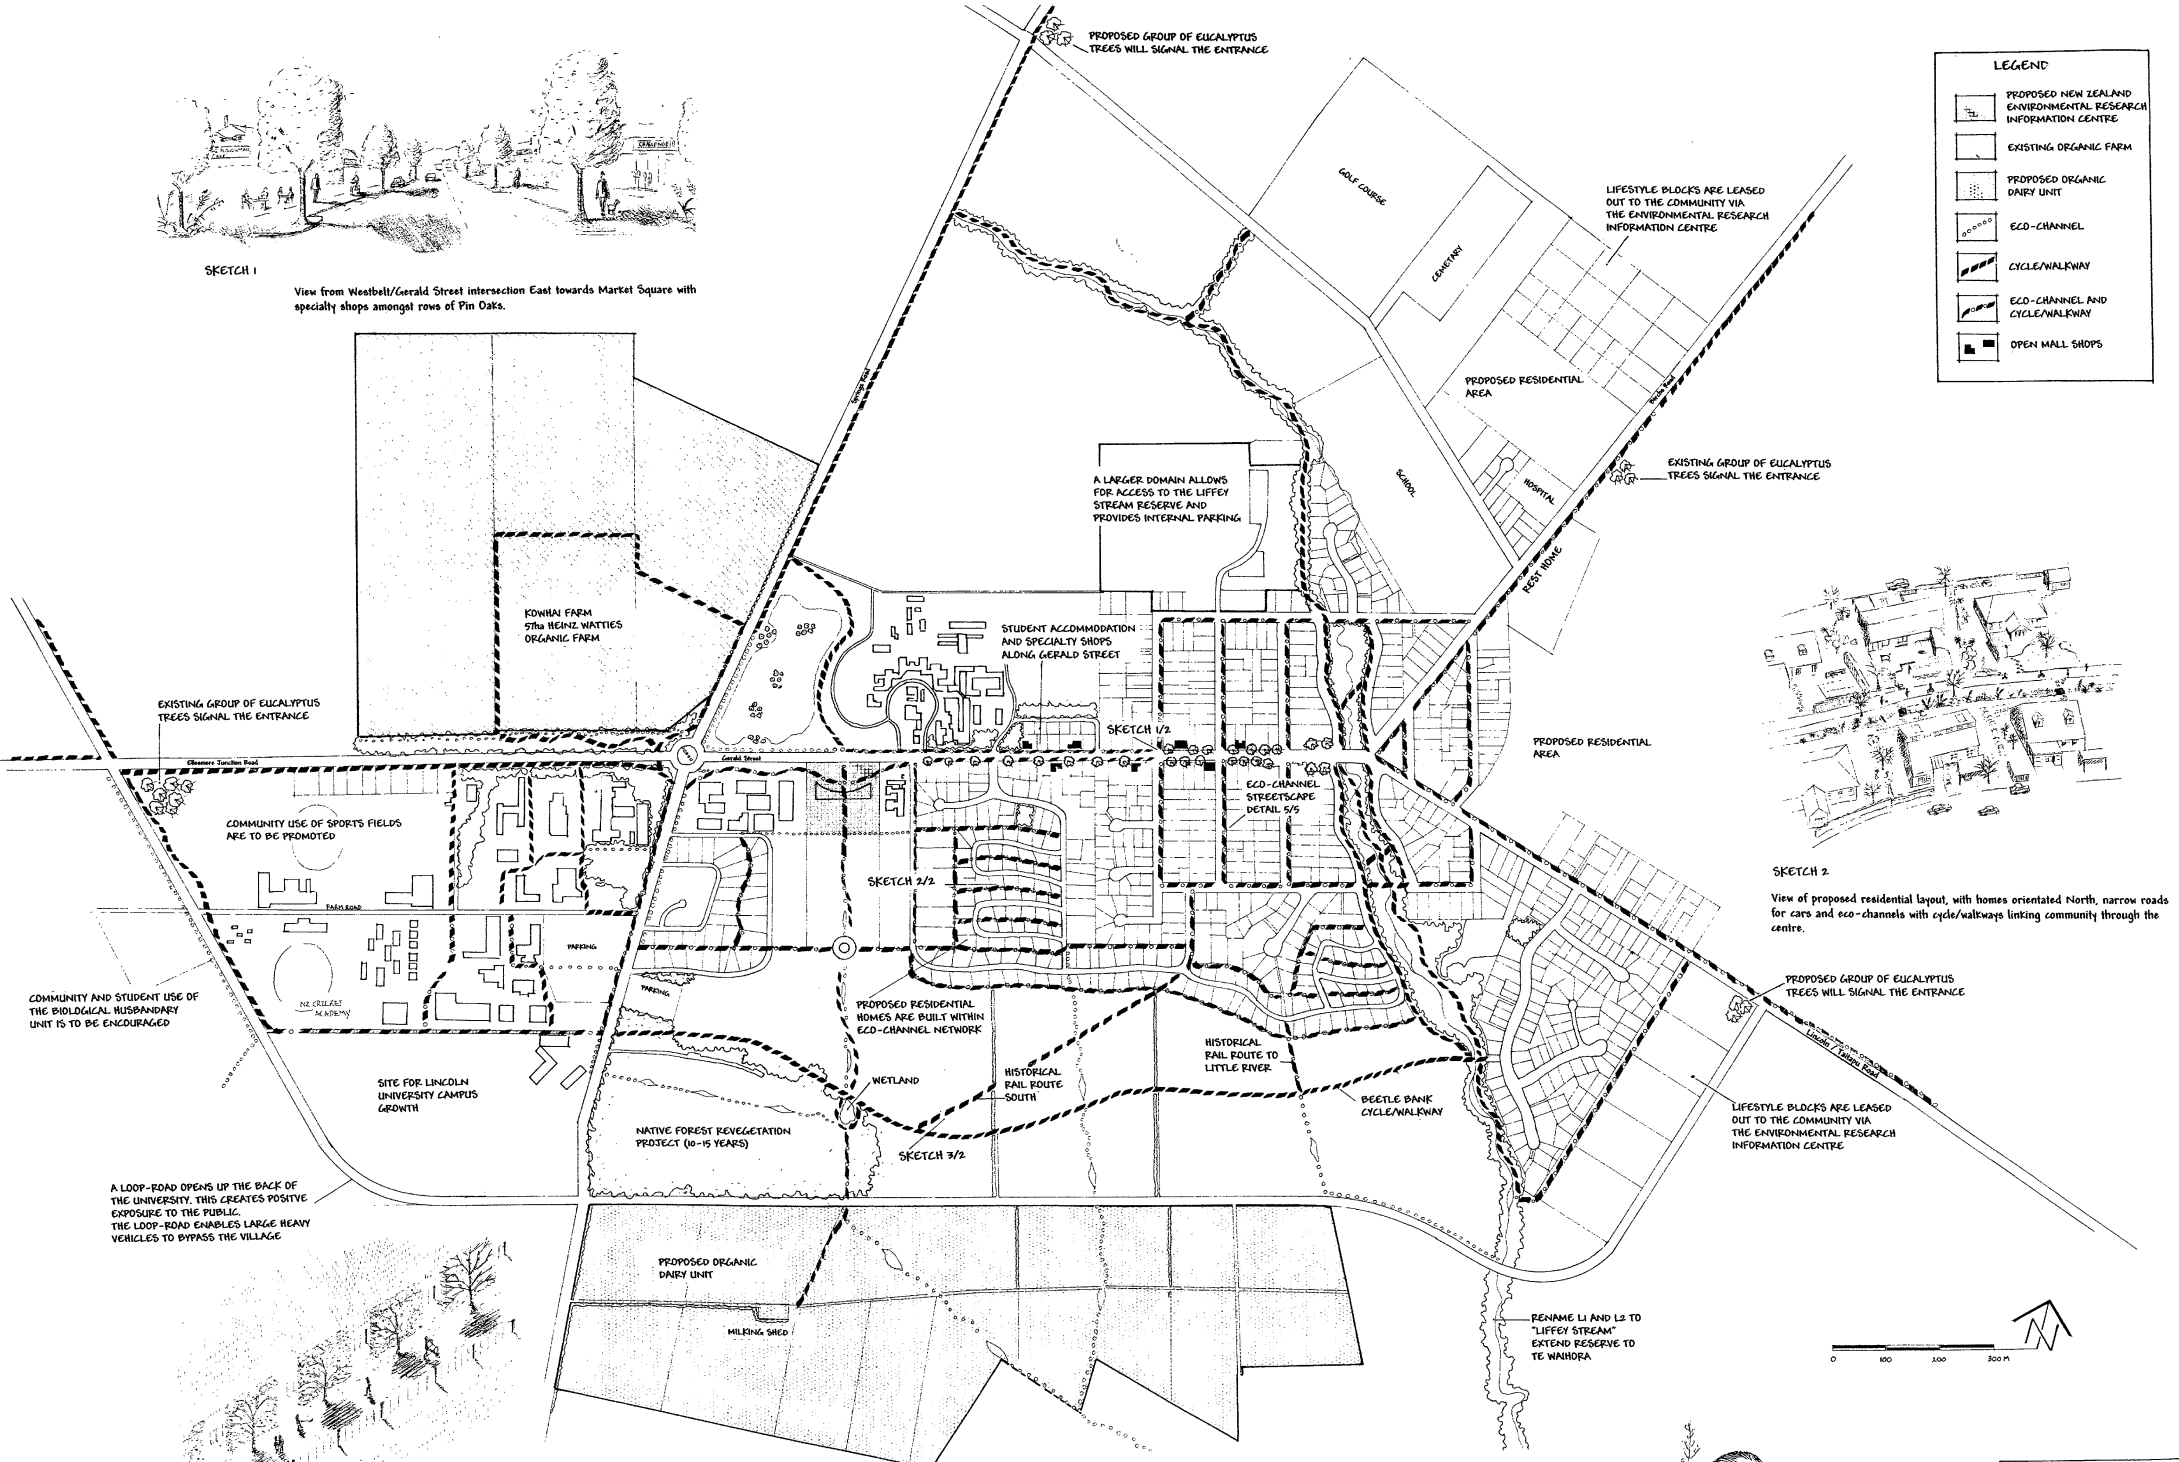 PROPOSED GROUP OF EUCALYPTUS
TREES WILL SIGNAL THE ENTRANCE
LEGEND
PROPOSED NEW ZEALAND
ENVIRONMENTAL RESEARCH
INFORMATION CENTRE
EXISTING ORGANIC FARM
PROPOSED ORGANIC
DAIRY UNIT
ECO-CHANNEL
CYCLE/WALKWAY
ECO-CHANNEL AND
CYCLE/WALKWAY
OPEN MALL SHOPS
SKETCH 1
View from Westbelt/Gerald Street intersection East towards Market Square with
specialty shops amongst rows of Pin Oaks.
GOLF COURSE
CEMETARY
LIFESTYLE BLOCKS ARE LEASED
OUT TO THE COMMUNITY VIA
THE ENVIRONMENTAL RESEARCH
INFORMATION CENTRE
Springs Road
PROPOSED RESIDENTIAL
AREA
Birchs Road
EXISTING GROUP OF EUCALYPTUS
TREES SIGNAL THE ENTRANCE
SCHOOL
HOSPITAL
REST HOME
A LARGER DOMAIN ALLOWS
FOR ACCESS TO THE LIFFEY
STREAM RESERVE AND
PROVIDES INTERNAL PARKING
KOWHAI FARM
57ha HEINZ WATTIES
ORGANIC FARM
STUDENT ACCOMMODATION
AND SPECIALTY SHOPS
ALONG GERALD STREET
EXISTING GROUP OF EUCALYPTUS
TREES SIGNAL THE ENTRANCE
SKETCH 1/2
PROPOSED RESIDENTIAL
AREA
Ellesmere Junction Road
Gerald Street
ECO-CHANNEL
STREETSCAPE
DETAIL 5/5
COMMUNITY USE OF SPORTS FIELDS
ARE TO BE PROMOTED
SKETCH 2/2
SKETCH 2
View of proposed residential layout, with homes orientated North, narrow roads
for cars and eco-channels with cycle/walkways linking community through the
centre.
FARM ROAD
PARKING
PARKING
NZ CRICKET
ACADEMY
COMMUNITY AND STUDENT USE OF
THE BIOLOGICAL HUSBANDARY
UNIT IS TO BE ENCOURAGED
PROPOSED RESIDENTIAL
HOMES ARE BUILT WITHIN
ECO-CHANNEL NETWORK
PROPOSED GROUP OF EUCALYPTUS
TREES WILL SIGNAL THE ENTRANCE
Lincoln / Taitapu Road
HISTORICAL
RAIL ROUTE TO
LITTLE RIVER
WETLAND
HISTORICAL
RAIL ROUTE
SOUTH
SITE FOR LINCOLN
UNIVERSITY CAMPUS
GROWTH
BEETLE BANK
CYCLE/WALKWAY
LIFESTYLE BLOCKS ARE LEASED
OUT TO THE COMMUNITY VIA
THE ENVIRONMENTAL RESEARCH
INFORMATION CENTRE
NATIVE FOREST REVEGETATION
PROJECT (10-15 YEARS)
SKETCH 3/2
A LOOP-ROAD OPENS UP THE BACK OF
THE UNIVERSITY. THIS CREATES POSITVE
EXPOSURE TO THE PUBLIC.
THE LOOP-ROAD ENABLES LARGE HEAVY
VEHICLES TO BYPASS THE VILLAGE
PROPOSED ORGANIC
DAIRY UNIT
MILKING SHED
RENAME L1 AND L2 TO
"LIFFEY STREAM"
EXTEND RESERVE TO
TE WAIHORA
0 100 200 300 M